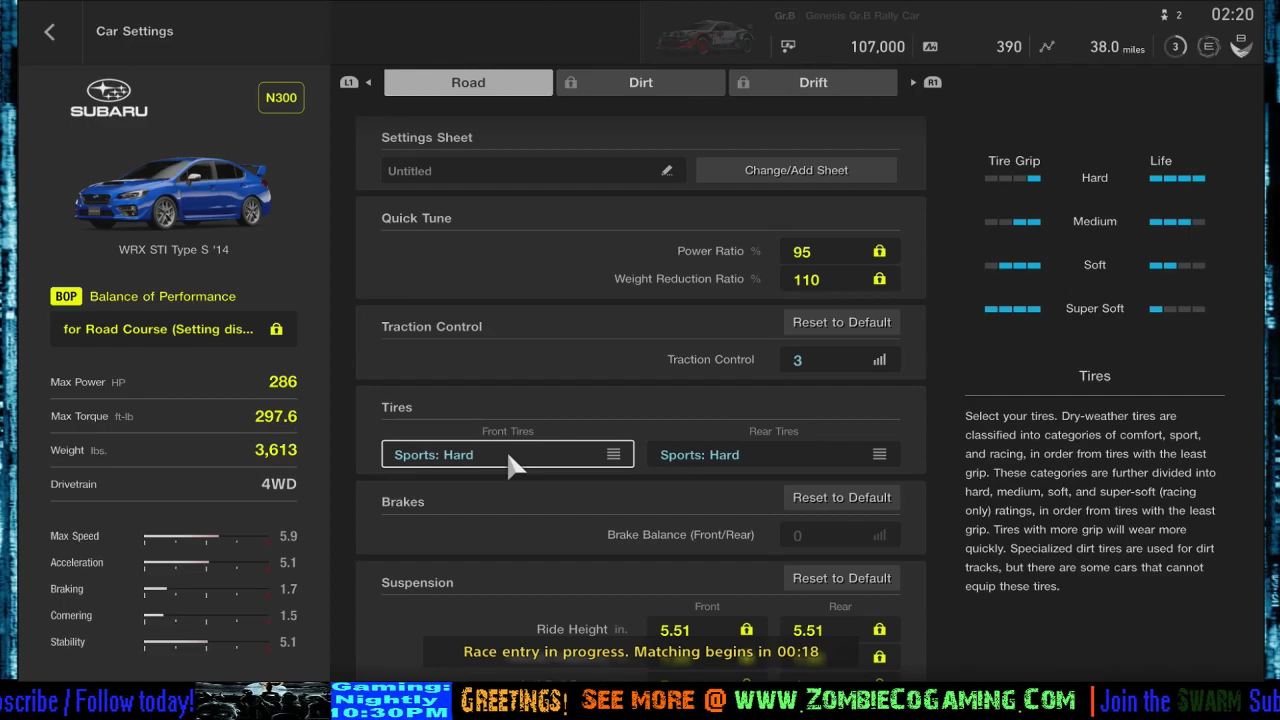 Car Settings
Gr.B Genesis Gr.B Rally Car
2 02:20
107,000 390 38.0 miles 3 E B
SUBARU
N300
WRX STI Type S '14
BOP Balance of Performance
for Road Course (Setting dis...
Max Power HP 286
Max Torque ft-lb 297.6
Weight lbs. 3,613
Drivetrain 4WD
Max Speed 5.9
Acceleration 5.1
Braking 1.7
Cornering 1.5
Stability 5.1
L1 Road Dirt Drift R1
Settings Sheet
Untitled Change/Add Sheet
Quick Tune
Power Ratio % 95
Weight Reduction Ratio % 110
Traction Control Reset to Default
Traction Control 3
Tires
Front Tires Rear Tires
Sports: Hard Sports: Hard
Brakes Reset to Default
Brake Balance (Front/Rear) 0
Suspension Reset to Default
Front Rear
Ride Height in. 5.51 5.51
Race entry in progress. Matching begins in 00:18
Tire Grip Life
Hard
Medium
Soft
Super Soft
Tires
Select your tires. Dry-weather tires are
classified into categories of comfort, sport,
and racing, in order from tires with the least
grip. These categories are further divided into
hard, medium, soft, and super-soft (racing
only) ratings, in order from tires with the least
grip. Tires with more grip will wear more
quickly. Specialized dirt tires are used for dirt
tracks, but there are some cars that cannot
equip these tires.
scribe / Follow today! Gaming: Nightly 10:30PM GREETINGS! SEE MORE @ WWW.ZOMBIECOGAMING.COM Join the SWARM Sub